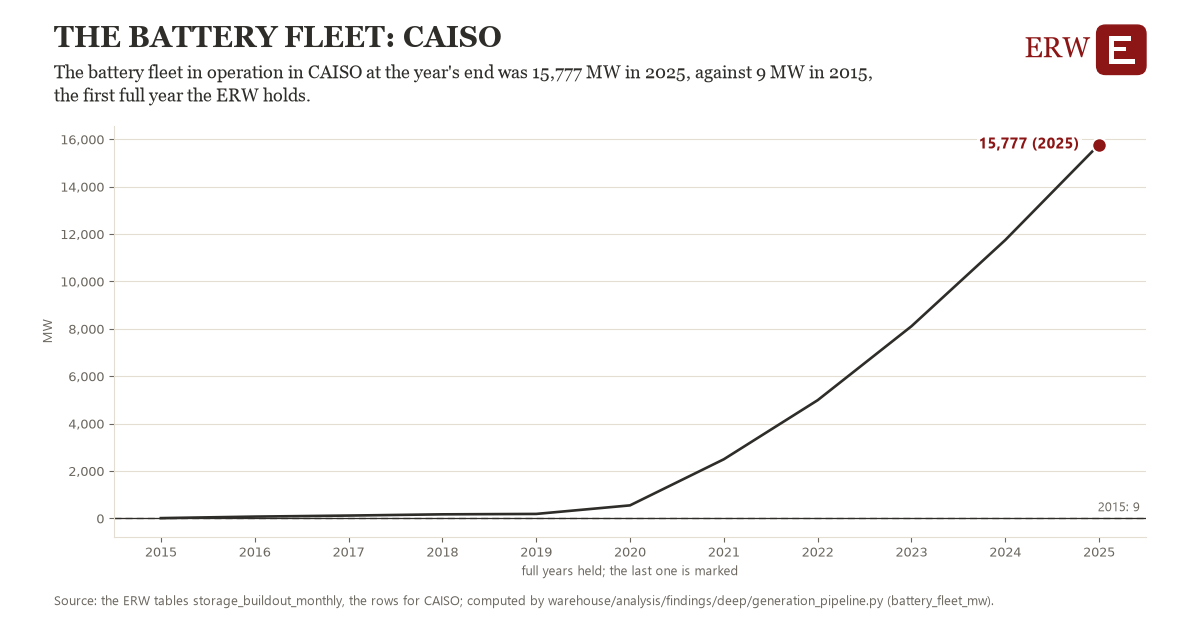 THE BATTERY FLEET: CAISO
ERW E
The battery fleet in operation in CAISO at the year's end was 15,777 MW in 2025, against 9 MW in 2015,
the first full year the ERW holds.
16,000
15,777 (2025)
14,000
12,000
10,000
MW
8,000
6,000
4,000
2,000
2015: 9
0
2015 2016 2017 2018 2019 2020 2021 2022 2023 2024 2025
full years held; the last one is marked
Source: the ERW tables storage_buildout_monthly, the rows for CAISO; computed by warehouse/analysis/findings/deep/generation_pipeline.py (battery_fleet_mw).